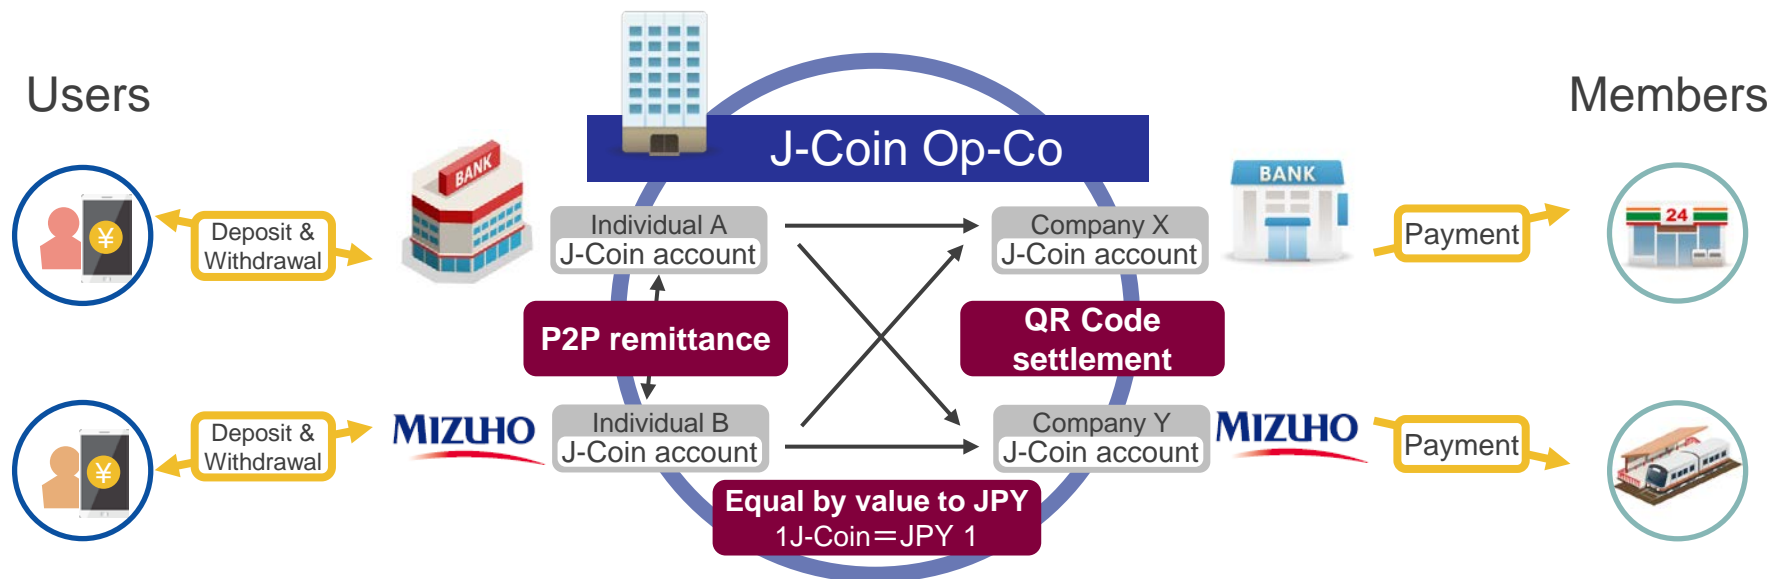 Users
Members
J-Coin Op-Co
BANK
BANK
Deposit &
Withdrawal
Individual A
J-Coin account
Company X
J-Coin account
Payment
24
P2P remittance
QR Code
settlement
Deposit &
Withdrawal
MIZUHO
Individual B
J-Coin account
Company Y
J-Coin account
MIZUHO
Payment
Equal by value to JPY
1J-Coin＝JPY 1
¥
¥